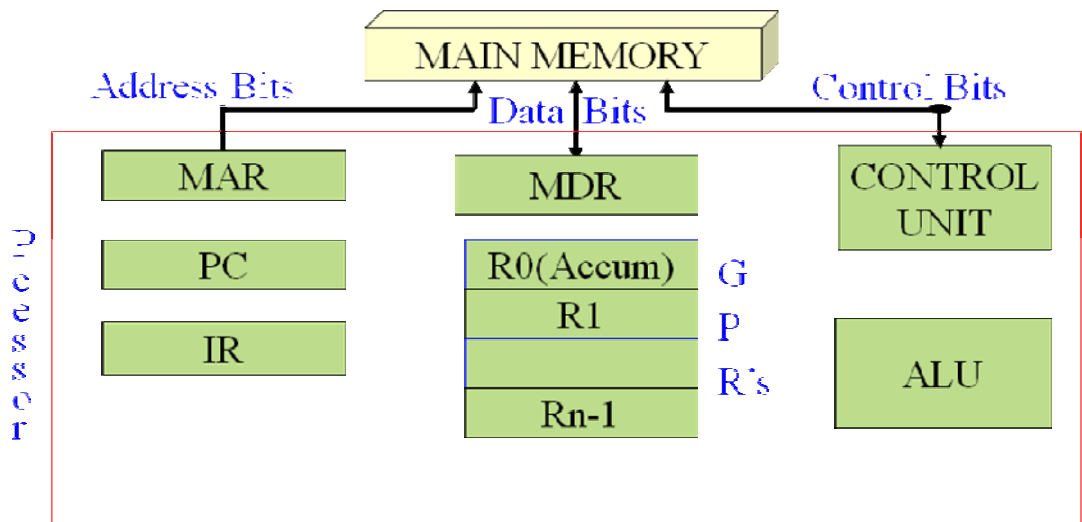 MAIN MEMORY
Address Bits
Data Bits
Control Bits
MAR
MDR
CONTROL
UNIT
PC
R0(Accum)
G
R1
P
IR
R's
ALU
Rn-1